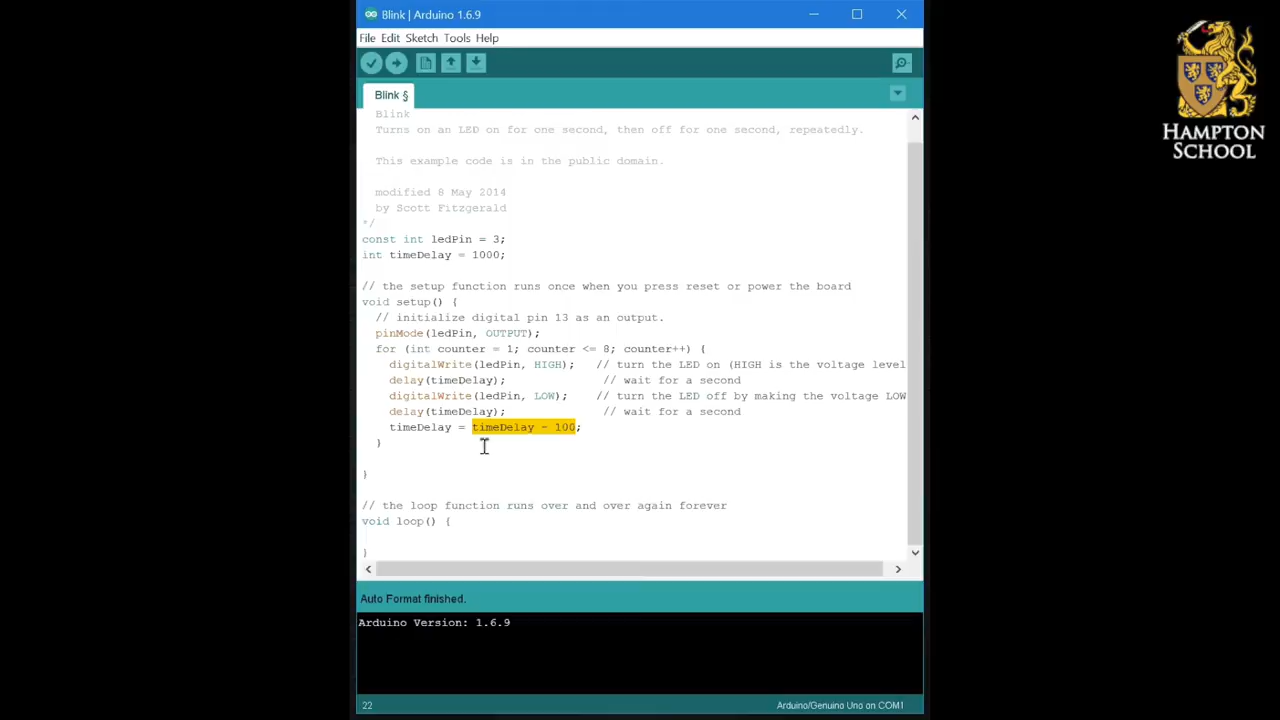 Blink | Arduino 1.6.9
File Edit Sketch Tools Help
Blink §
Blink
Turns on an LED on for one second, then off for one second, repeatedly.
This example code is in the public domain.
modified 8 May 2014
by Scott Fitzgerald
*/
const int ledPin = 3;
int timeDelay = 1000;
// the setup function runs once when you press reset or power the board
void setup() {
// initialize digital pin 13 as an output.
pinMode(ledPin, OUTPUT);
for (int counter = 1; counter <= 8; counter++) {
digitalWrite(ledPin, HIGH);   // turn the LED on (HIGH is the voltage level
delay(timeDelay);              // wait for a second
digitalWrite(ledPin, LOW);    // turn the LED off by making the voltage LOW
delay(timeDelay);              // wait for a second
timeDelay = timeDelay - 100;
}
}
// the loop function runs over and over again forever
void loop() {
}
Auto Format finished.
Arduino Version: 1.6.9
22
Arduino/Genuino Uno on COM1
HAMPTON
SCHOOL